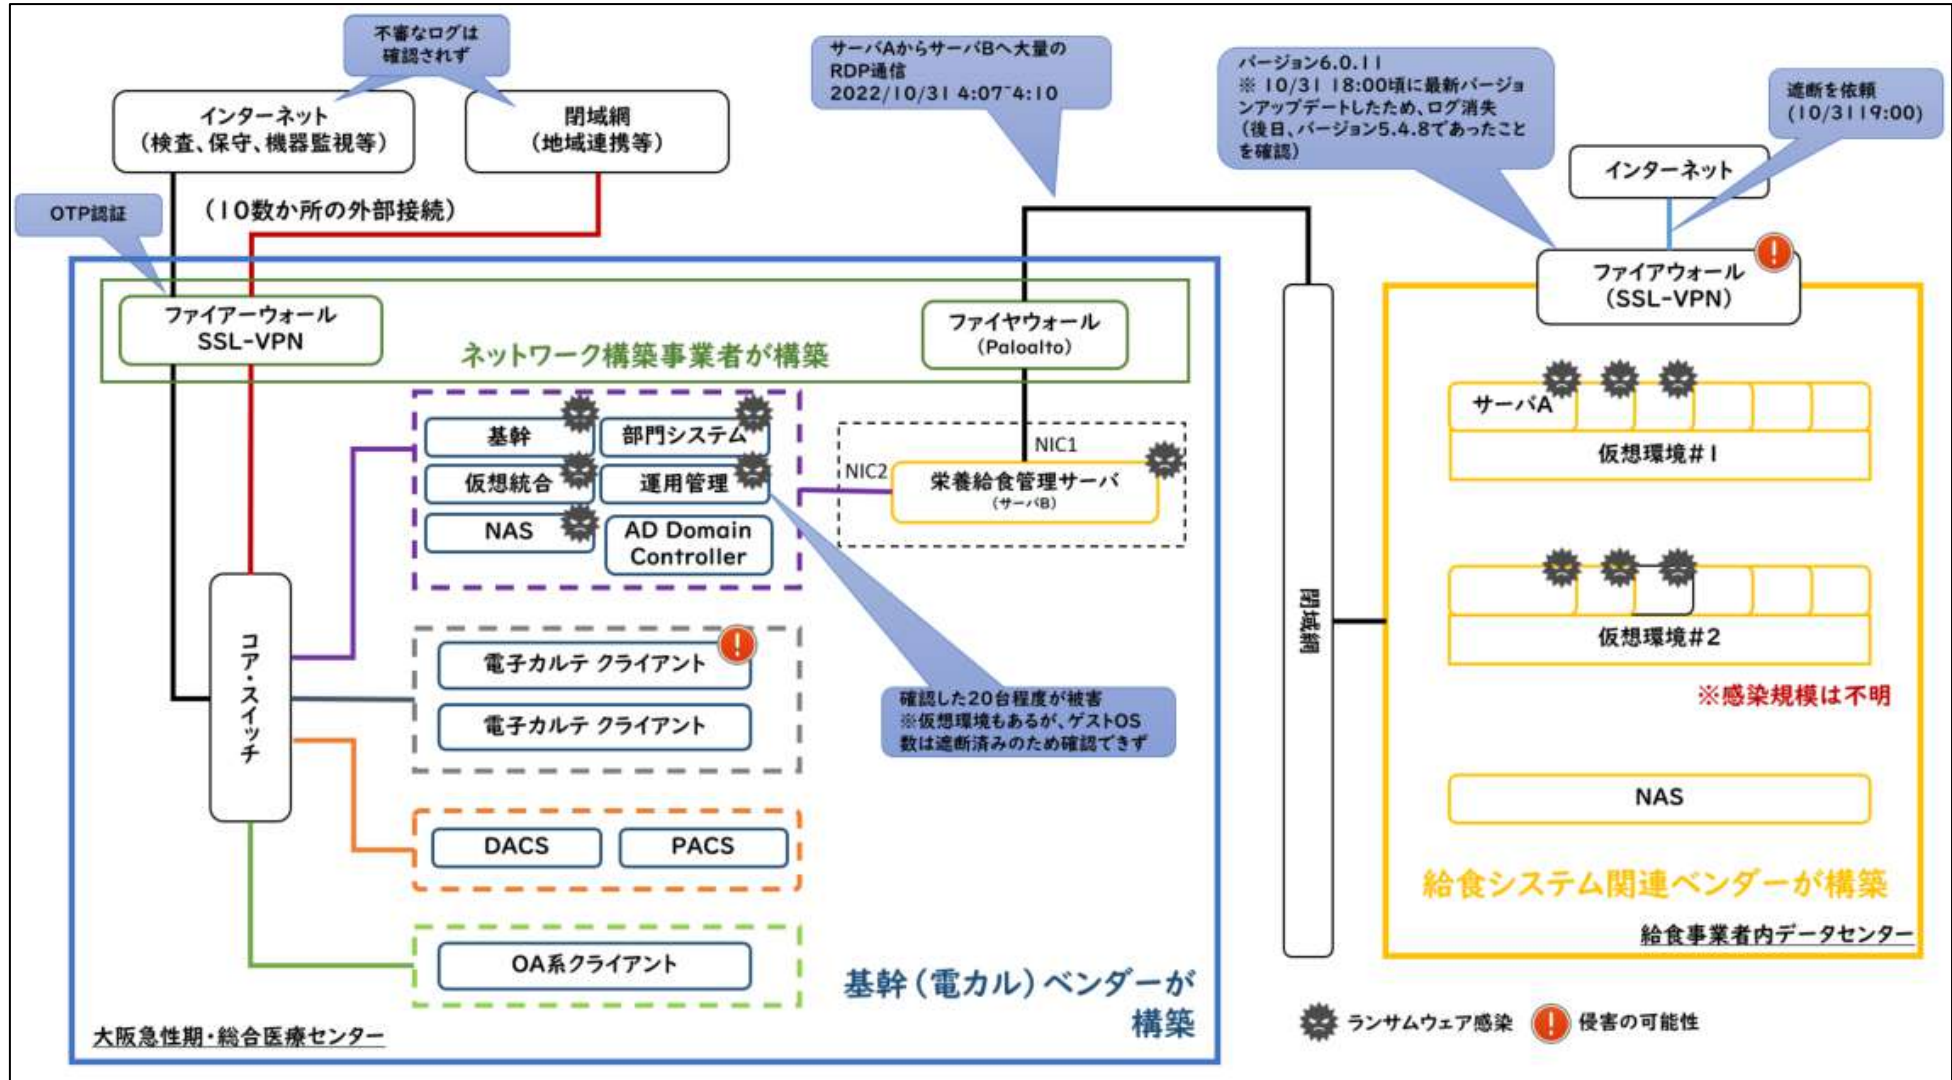 不審なログは
確認されず
サーバAからサーバBへ大量の
RDP通信
2022/10/31 4:07~4:10
バージョン6.0.11
※ 10/31 18:00頃に最新バージョ
ンアップデートしたため、ログ消失
(後日、バージョン5.4.8であったこと
を確認)
遮断を依頼
(10/3119:00)
インターネット
(検査、保守、機器監視等)
閉域網
(地域連携等)
インターネット
OTP認証
(10数か所の外部接続)
ファイアーウォール
SSL-VPN
ネットワーク構築事業者が構築
ファイヤウォール
(Paloalto)
ファイアウォール
(SSL-VPN)
基幹
部門システム
仮想統合
運用管理
NAS
AD Domain
Controller
NIC1
NIC2
栄養給食管理サーバ
(サーバB)
サーバA
仮想環境#1
仮想環境#2
※感染規模は不明
NAS
給食システム関連ベンダーが構築
給食事業者内データセンター
閉域網
コア・スイッチ
電子カルテ クライアント
電子カルテ クライアント
確認した20台程度が被害
※仮想環境もあるが、ゲストOS
数は遮断済みのため確認できず
DACS
PACS
OA系クライアント
基幹(電カル)ベンダーが
構築
大阪急性期・総合医療センター
ランサムウェア感染
侵害の可能性